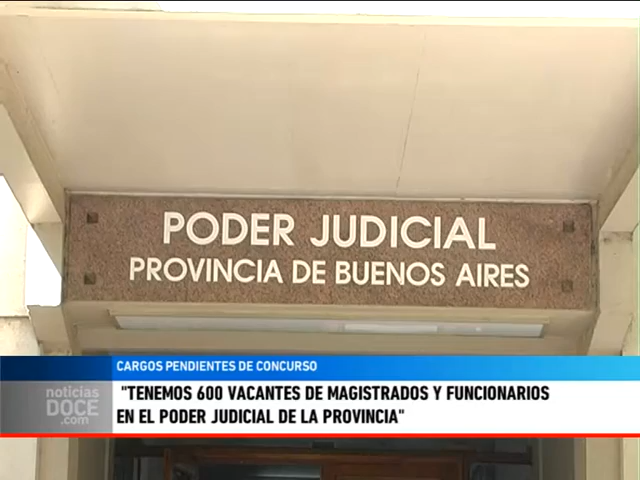 PODER JUDICIAL
PROVINCIA DE BUENOS AIRES
CARGOS PENDIENTES DE CONCURSO
noticias
DOCE
.com
"TENEMOS 600 VACANTES DE MAGISTRADOS Y FUNCIONARIOS
EN EL PODER JUDICIAL DE LA PROVINCIA"